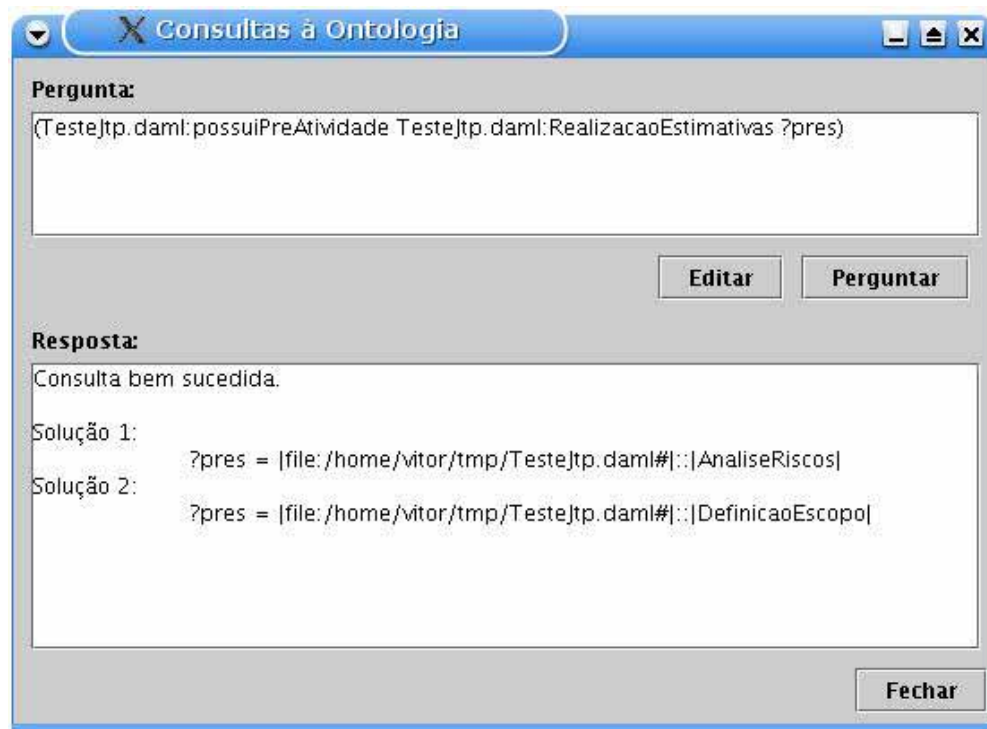 Consultas à Ontologia
Pergunta:
(TesteJtp.daml:possuiPreAtividade TesteJtp.daml:RealizacaoEstimativas ?pres)
Editar Perguntar
Resposta:
Consulta bem sucedida.
Solução 1:
?pres = |file:/home/vitor/tmp/TesteJtp.daml#|::|AnaliseRiscos|
Solução 2:
?pres = |file:/home/vitor/tmp/TesteJtp.daml#|::|DefinicaoEscopo|
Fechar